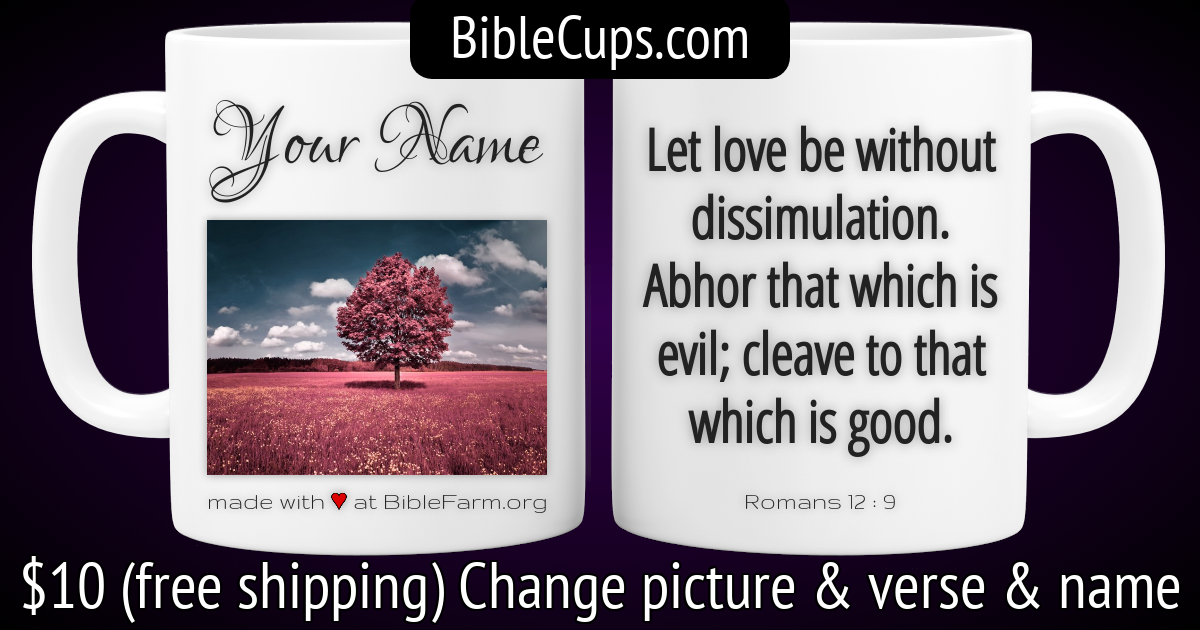 BibleCups.com
Your Name
made with ♥ at BibleFarm.org
Let love be without
dissimulation.
Abhor that which is
evil; cleave to that
which is good.
Romans 12 : 9
$10 (free shipping) Change picture & verse & name